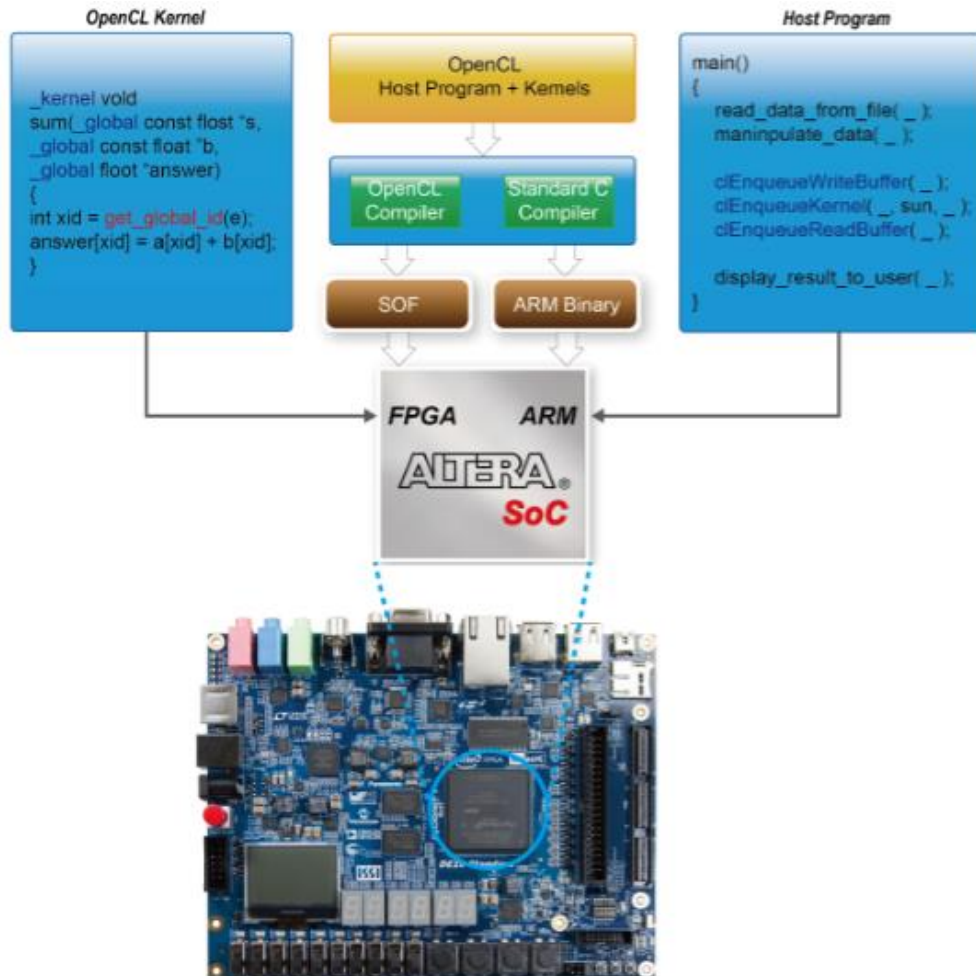 OpenCL Kernel
_kernel void
sum(_global const flost *s,
_global const float *b,
_global floot *answer)
{
int xid = get_global_id(e);
answer[xid] = a[xid] + b[xid];
}
OpenCL
Host Program + Kernels
OpenCL
Compiler
Standard C
Compiler
SOF
ARM Binary
Host Program
main()
{
read_data_from_file( _ );
maninpulate_data( _ );
clEnqueueWriteBuffer( _ );
clEnqueueKernel( _, sun, _ );
clEnqueueReadBuffer( _ );
display_result_to_user( _ );
}
FPGA ARM
ALTERA®
SoC
ISSI